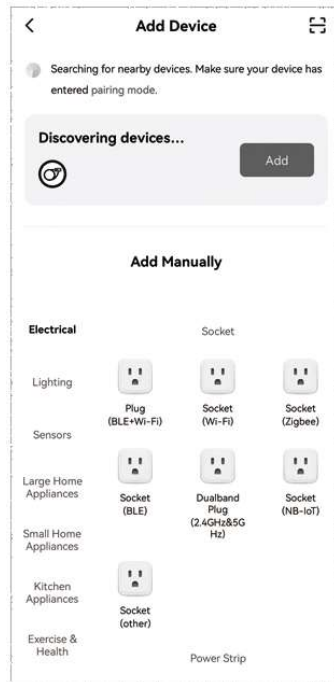 Add Device
Searching for nearby devices. Make sure your device has
entered pairing mode.
Discovering devices...
Add
Add Manually
Electrical
Socket
Lighting
Sensors
Large Home
Appliances
Small Home
Appliances
Kitchen
Appliances
Exercise &
Health
Plug
(BLE+Wi-Fi)
Socket
(Wi-Fi)
Socket
(Zigbee)
Socket
(BLE)
Dualband
Plug
(2.4GHz&5G
Hz)
Socket
(NB-IoT)
Socket
(other)
Power Strip